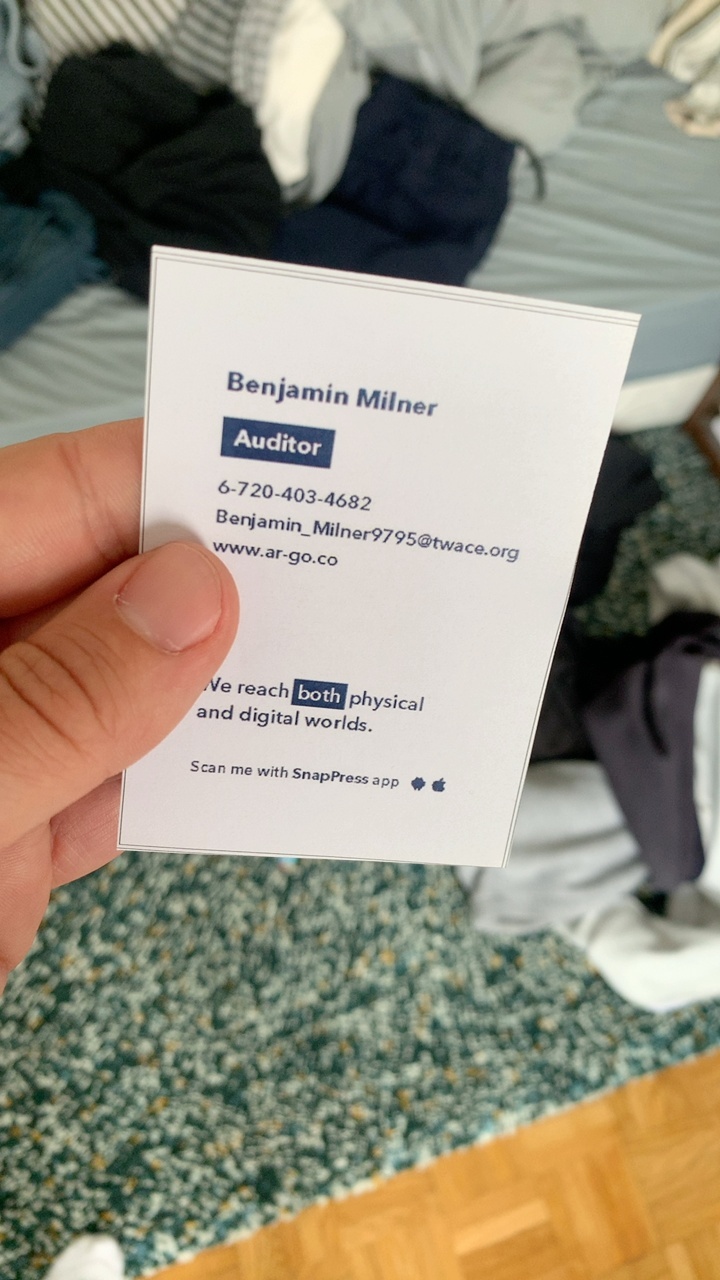 Benjamin Milner
Auditor
6-720-403-4682
Benjamin_Milner9795@twace.org
www.ar-go.co
We reach both physical
and digital worlds.
Scan me with SnapPress app